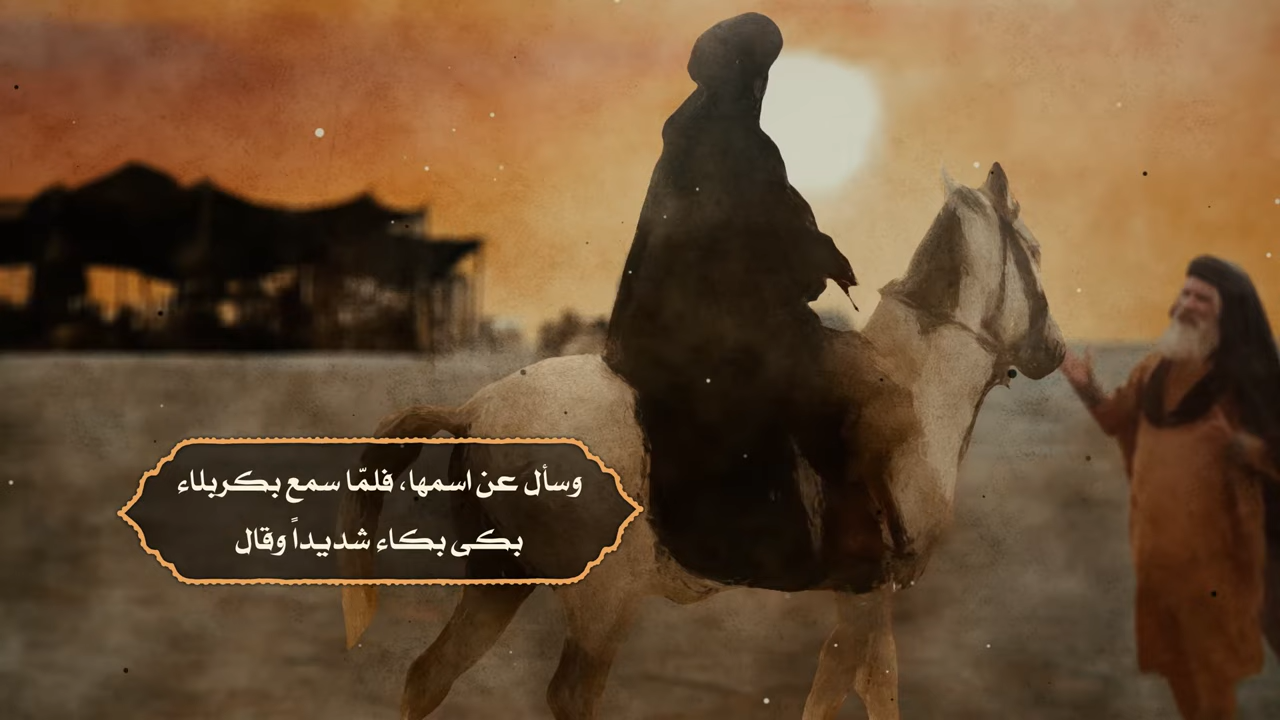 وسأل عن اسمها، فلمّا سمع بكربلاء
بكى بكاء شديداً وقال